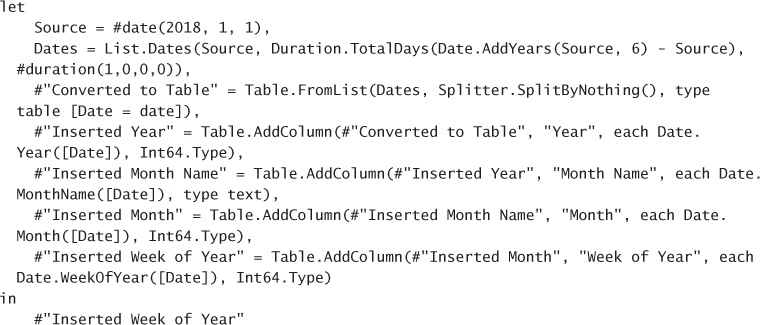 let
Source = #date(2018, 1, 1),
Dates = List.Dates(Source, Duration.TotalDays(Date.AddYears(Source, 6) - Source),
#duration(1,0,0,0)),
#"Converted to Table" = Table.FromList(Dates, Splitter.SplitByNothing(), type
table [Date = date]),
#"Inserted Year" = Table.AddColumn(#"Converted to Table", "Year", each Date.
Year([Date]), Int64.Type),
#"Inserted Month Name" = Table.AddColumn(#"Inserted Year", "Month Name", each Date.
MonthName([Date]), type text),
#"Inserted Month" = Table.AddColumn(#"Inserted Month Name", "Month", each Date.
Month([Date]), Int64.Type),
#"Inserted Week of Year" = Table.AddColumn(#"Inserted Month", "Week of Year", each
Date.WeekOfYear([Date]), Int64.Type)
in
#"Inserted Week of Year"